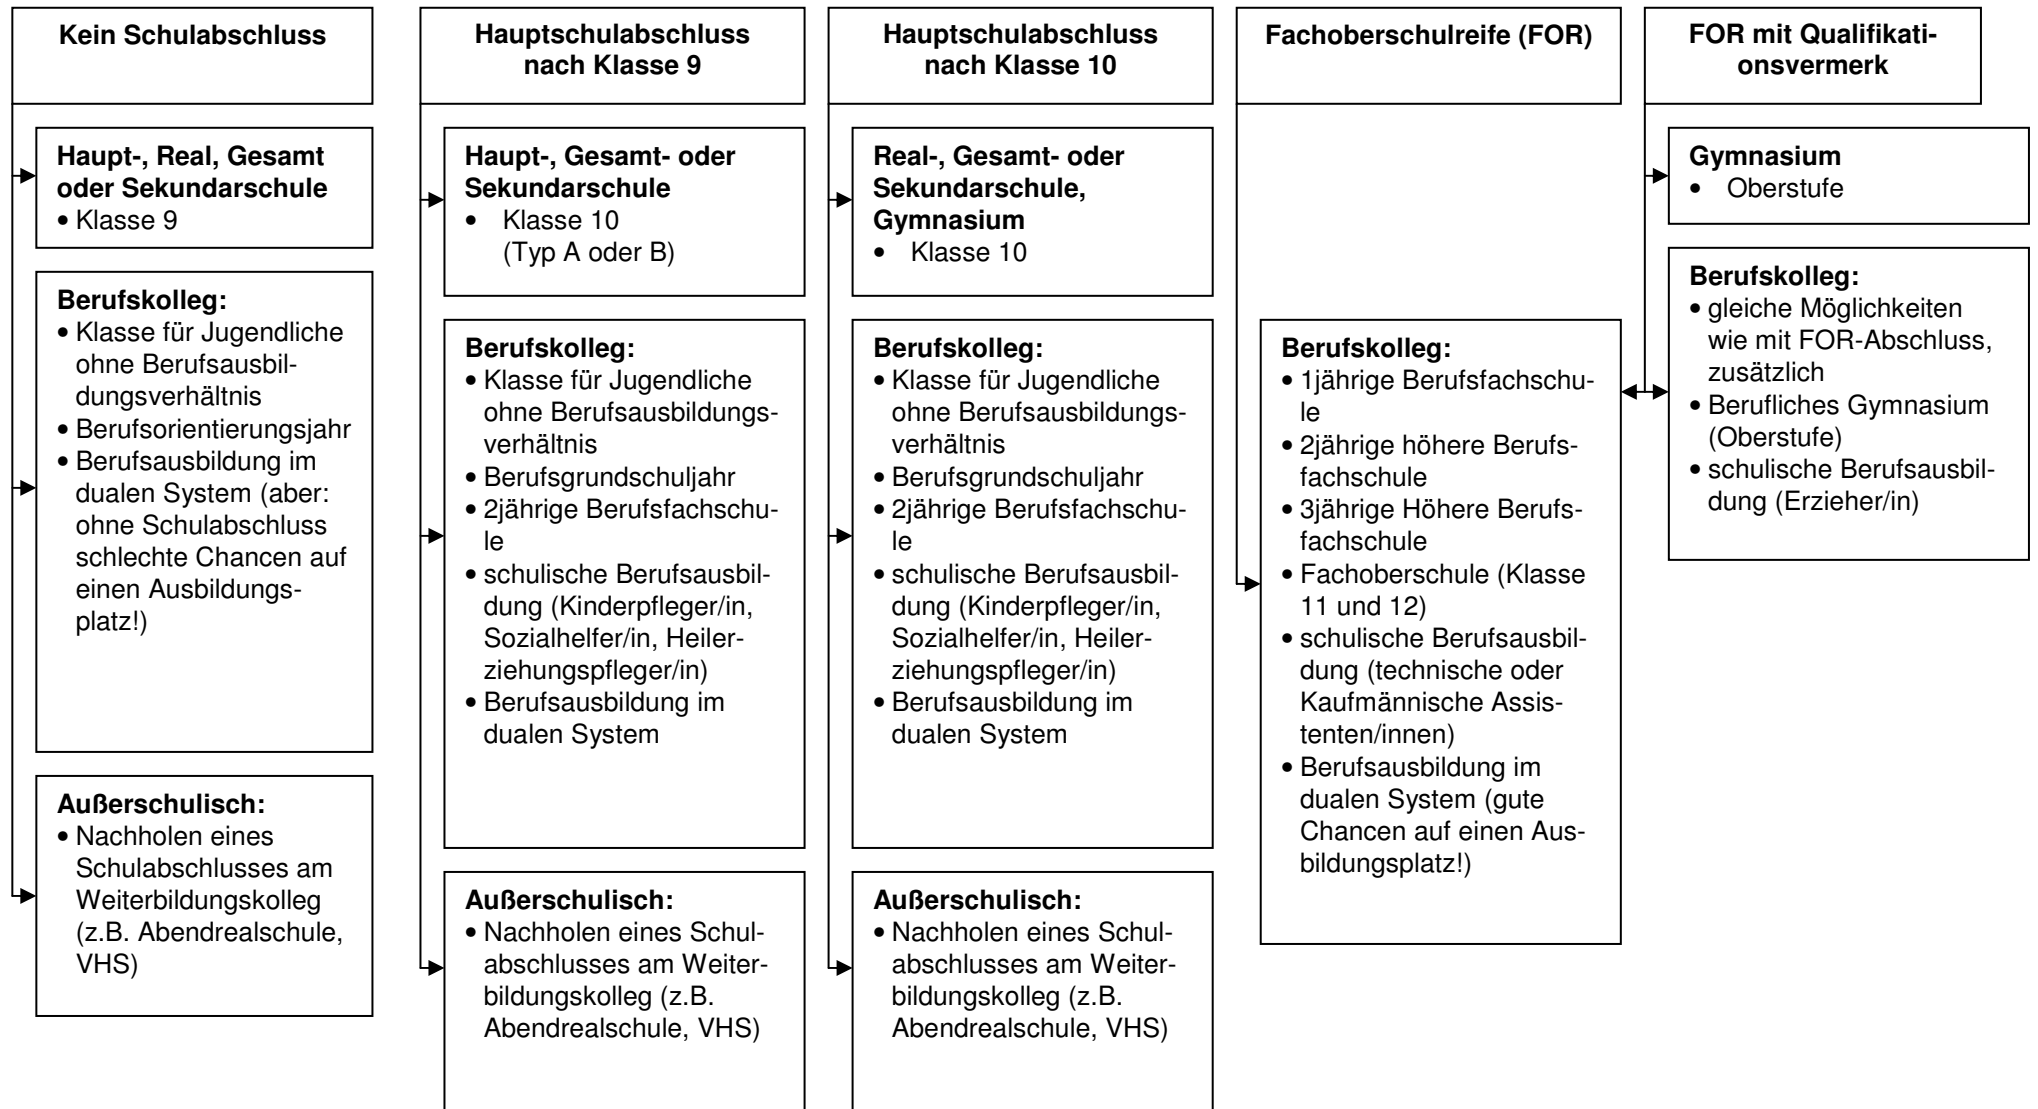 Kein Schulabschluss
Haupt-, Real, Gesamt
oder Sekundarschule
• Klasse 9
Berufskolleg:
• Klasse für Jugendliche
ohne Berufsausbil-
dungsverhältnis
• Berufsorientierungsjahr
• Berufsausbildung im
dualen System (aber:
ohne Schulabschluss
schlechte Chancen auf
einen Ausbildungs-
platz!)
Außerschulisch:
• Nachholen eines
Schulabschlusses am
Weiterbildungskolleg
(z.B. Abendrealschule,
VHS)
Hauptschulabschluss
nach Klasse 9
Haupt-, Gesamt- oder
Sekundarschule
• Klasse 10
(Typ A oder B)
Berufskolleg:
• Klasse für Jugendliche
ohne Berufsausbildungs-
verhältnis
• Berufsgrundschuljahr
• 2jährige Berufsfachschu-
le
• schulische Berufsausbil-
dung (Kinderpfleger/in,
Sozialhelfer/in, Heiler-
ziehungspfleger/in)
• Berufsausbildung im
dualen System
Außerschulisch:
• Nachholen eines Schul-
abschlusses am Weiter-
bildungskolleg (z.B.
Abendrealschule, VHS)
Hauptschulabschluss
nach Klasse 10
Real-, Gesamt- oder
Sekundarschule,
Gymnasium
• Klasse 10
Berufskolleg:
• Klasse für Jugendliche
ohne Berufsausbildungs-
verhältnis
• Berufsgrundschuljahr
• 2jährige Berufsfachschu-
le
• schulische Berufsausbil-
dung (Kinderpfleger/in,
Sozialhelfer/in, Heiler-
ziehungspfleger/in)
• Berufsausbildung im
dualen System
Außerschulisch:
• Nachholen eines Schul-
abschlusses am Weiter-
bildungskolleg (z.B.
Abendrealschule, VHS)
Fachoberschulreife (FOR)
Berufskolleg:
• 1jährige Berufsfachschu-
le
• 2jährige höhere Berufs-
fachschule
• 3jährige Höhere Berufs-
fachschule
• Fachoberschule (Klasse
11 und 12)
• schulische Berufsausbil-
dung (technische oder
Kaufmännische Assis-
tenten/innen)
• Berufsausbildung im
dualen System (gute
Chancen auf einen Aus-
bildungsplatz!)
FOR mit Qualifikati-
onsvermerk
Gymnasium
• Oberstufe
Berufskolleg:
• gleiche Möglichkeiten
wie mit FOR-Abschluss,
zusätzlich
• Berufliches Gymnasium
(Oberstufe)
• schulische Berufsausbil-
dung (Erzieher/in)